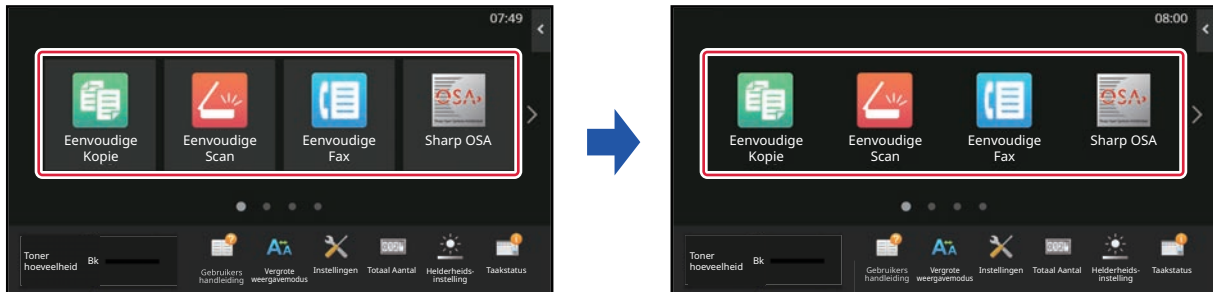 07:49
Eenvoudige
Kopie
Eenvoudige
Scan
Eenvoudige
Fax
Sharp OSA
Toner
hoeveelheid
Bk
Gebruikers
handleiding
Vergrote
weergavemodus
Instellingen
Totaal Aantal
Helderheids-
instelling
Taakstatus
08:00
Eenvoudige
Kopie
Eenvoudige
Scan
Eenvoudige
Fax
Sharp OSA
Toner
hoeveelheid
Bk
Gebruikers
handleiding
Vergrote
weergavemodus
Instellingen
Totaal Aantal
Helderheids-
instelling
Taakstatus